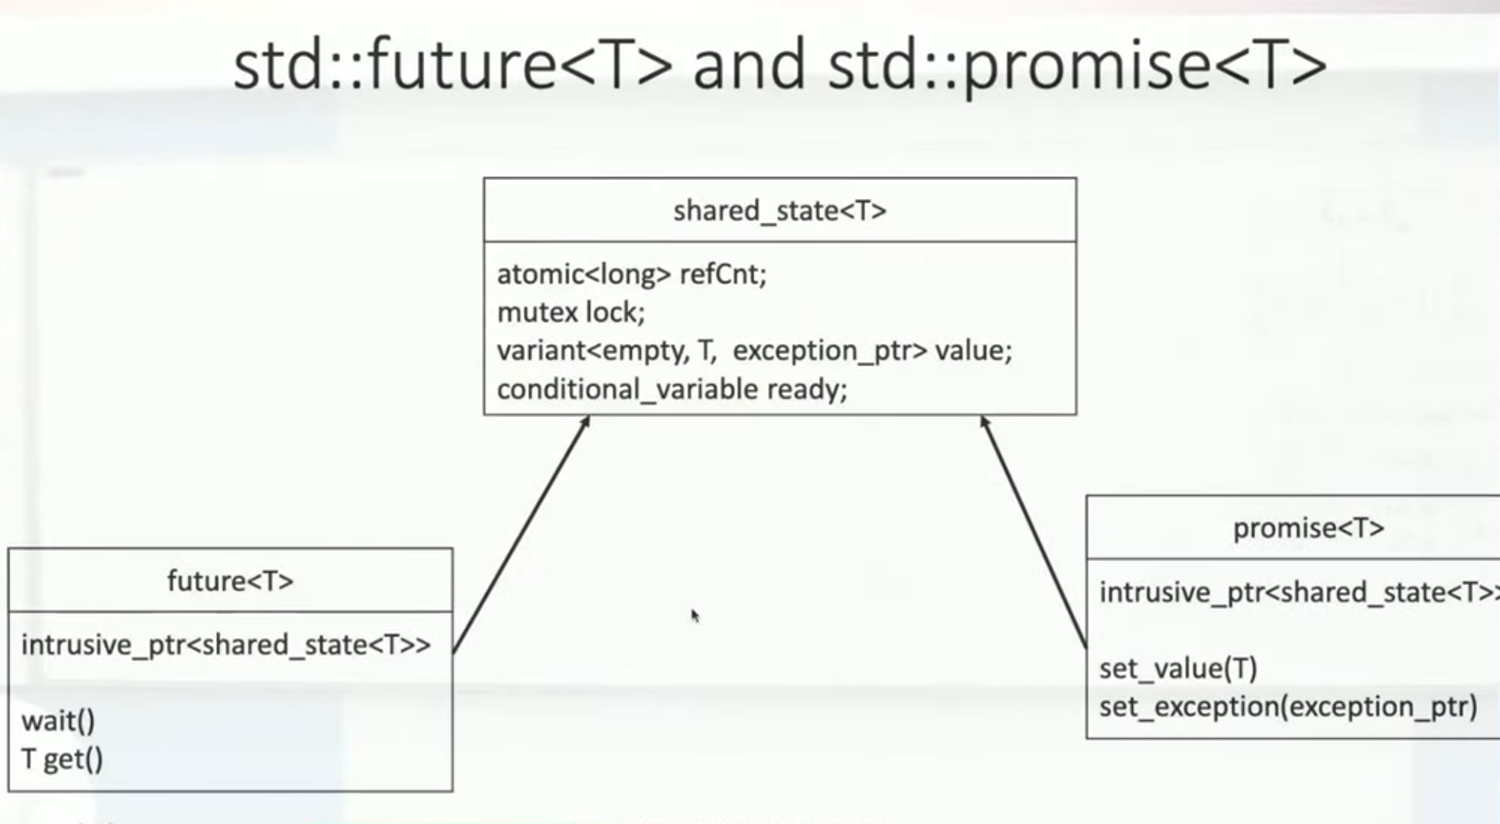 std::future<T> and std::promise<T>
shared_state<T>
atomic<long> refCnt;
mutex lock;
variant<empty, T, exception_ptr> value;
conditional_variable ready;
future<T>
intrusive_ptr<shared_state<T>>
wait()
T get()
promise<T>
intrusive_ptr<shared_state<T>>
set_value(T)
set_exception(exception_ptr)